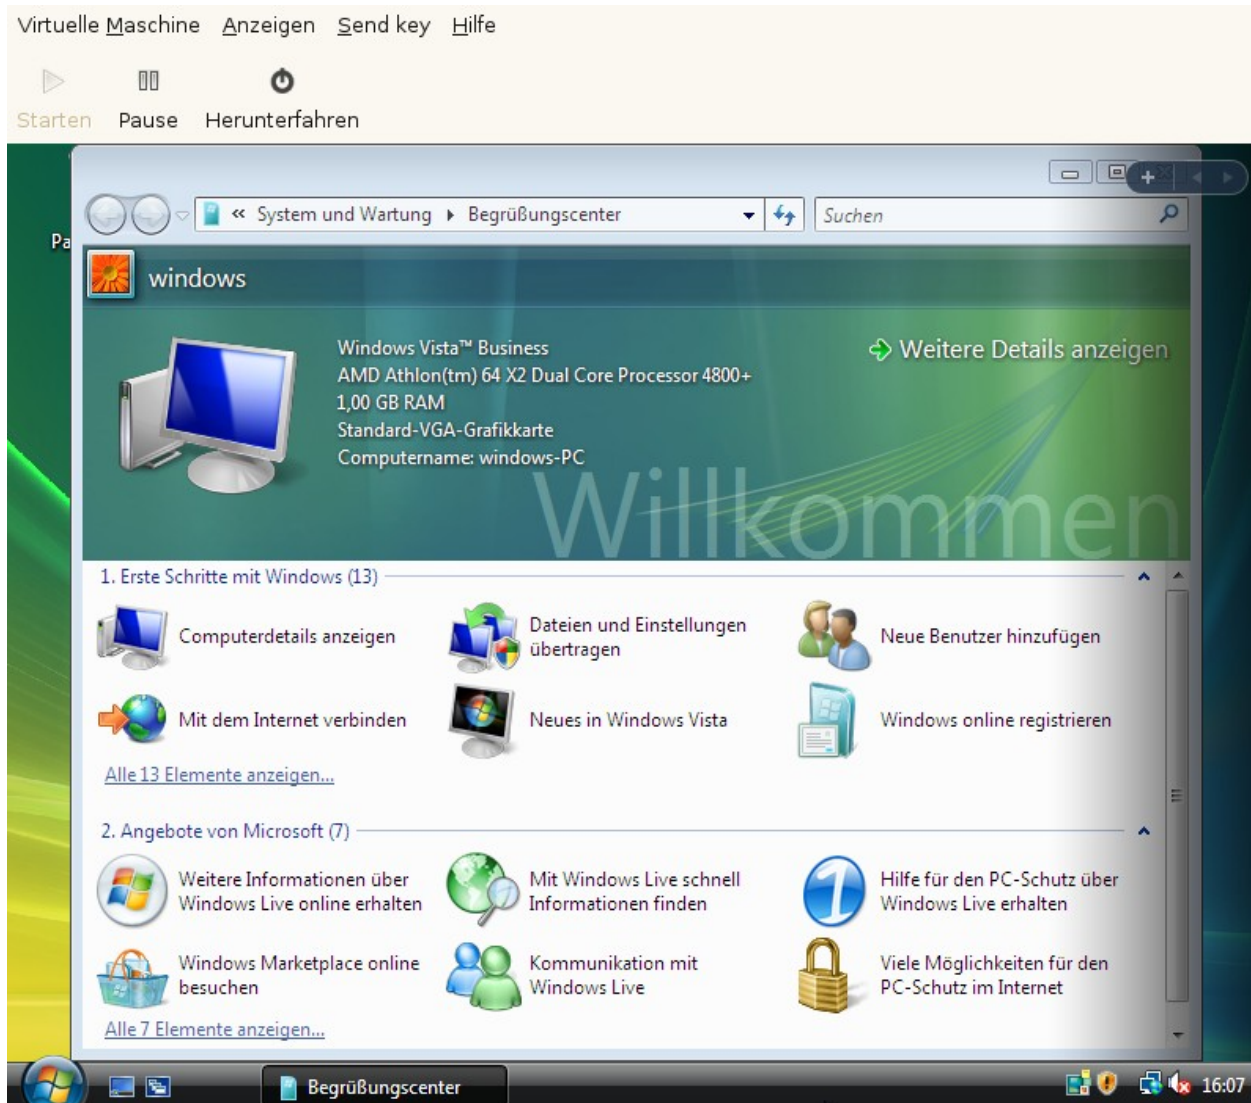 Virtuelle Maschine Anzeigen Send key Hilfe
Starten Pause Herunterfahren
« System und Wartung Begrüßungscenter Suchen
Pa
windows
Windows Vista™ Business
Weitere Details anzeigen
AMD Athlon(tm) 64 X2 Dual Core Processor 4800+
1,00 GB RAM
Standard-VGA-Grafikkarte
Computername: windows-PC
Willkommen
1. Erste Schritte mit Windows (13)
Computerdetails anzeigen
Dateien und Einstellungen
übertragen
Neue Benutzer hinzufügen
Mit dem Internet verbinden
Neues in Windows Vista
Windows online registrieren
Alle 13 Elemente anzeigen...
2. Angebote von Microsoft (7)
Weitere Informationen über
Windows Live online erhalten
Mit Windows Live schnell
Informationen finden
Hilfe für den PC-Schutz über
Windows Live erhalten
Windows Marketplace online
besuchen
Kommunikation mit
Windows Live
Viele Möglichkeiten für den
PC-Schutz im Internet
Alle 7 Elemente anzeigen...
Begrüßungscenter
16:07